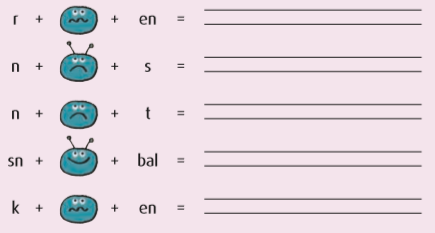 r + + en =
n + + s =
n + + t =
sn + + bal =
k + + en =